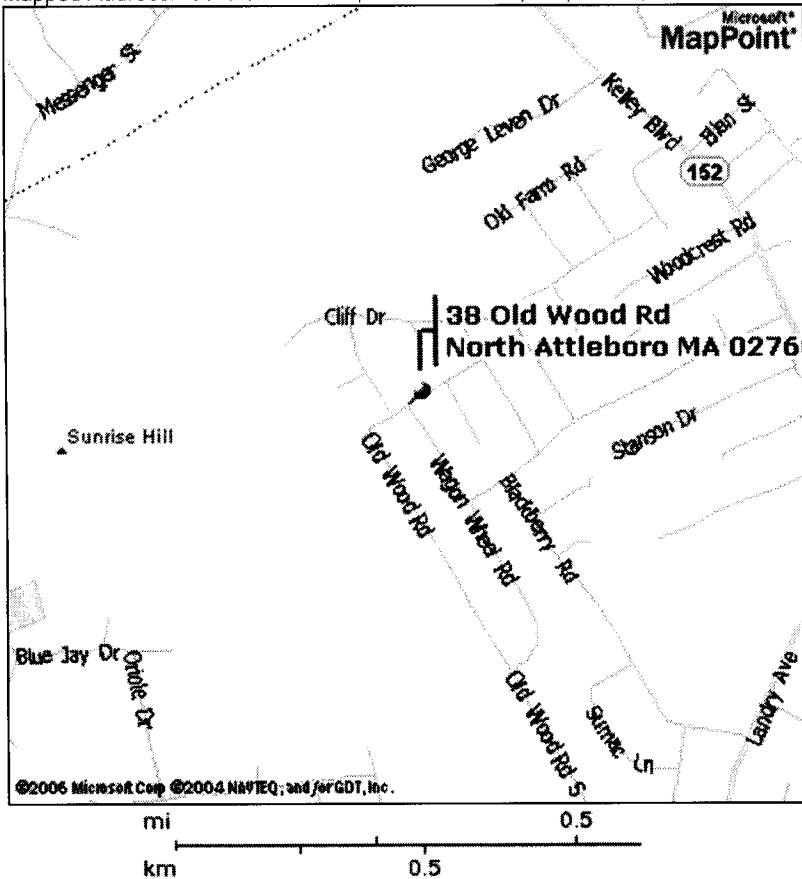 Microsoft®
MapPoint®
Messenger St
Kelley Blvd
Ellen St
George Leven Dr
152
Old Farm Rd
Woodcrest Rd
Cliff Dr
38 Old Wood Rd
North Attleboro MA 0276
Stanson Dr
Sunrise Hill
Old Wood Rd
Wagon Wheel Rd
Blackberry Rd
Blue Jay Dr
Oriole Dr
Landry Ave
Old Wood Rd S
Sumac Ln
©2006 Microsoft Corp ©2004 NAVTEQ, and/or GDT, Inc.
mi 0.5
km 0.5